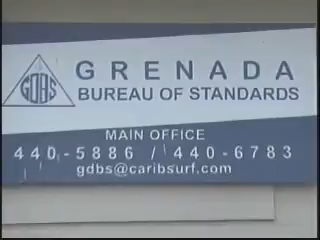 GDBS
GRENADA
BUREAU OF STANDARDS
MAIN OFFICE
440-5886 / 440-6783
gdbs@caribsurf.com